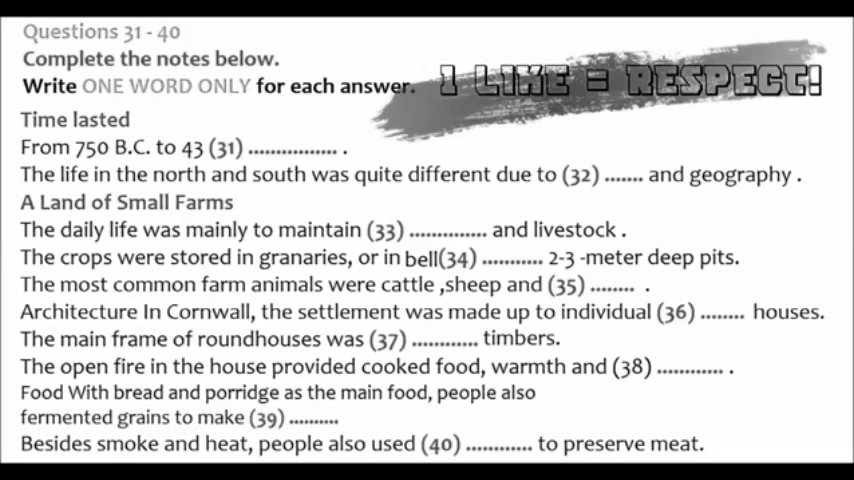 Questions 31 - 40
Complete the notes below.
Write ONE WORD ONLY for each answer.
1 LIKE = RESPECT!
Time lasted
From 750 B.C. to 43 (31) ................ .
The life in the north and south was quite different due to (32) ....... and geography .
A Land of Small Farms
The daily life was mainly to maintain (33) .............. and livestock .
The crops were stored in granaries, or in bell(34) ........... 2-3 -meter deep pits.
The most common farm animals were cattle ,sheep and (35) ........ .
Architecture In Cornwall, the settlement was made up to individual (36) ........ houses.
The main frame of roundhouses was (37) ............ timbers.
The open fire in the house provided cooked food, warmth and (38) ............ .
Food With bread and porridge as the main food, people also
fermented grains to make (39) ..........
Besides smoke and heat, people also used (40) ............ to preserve meat.